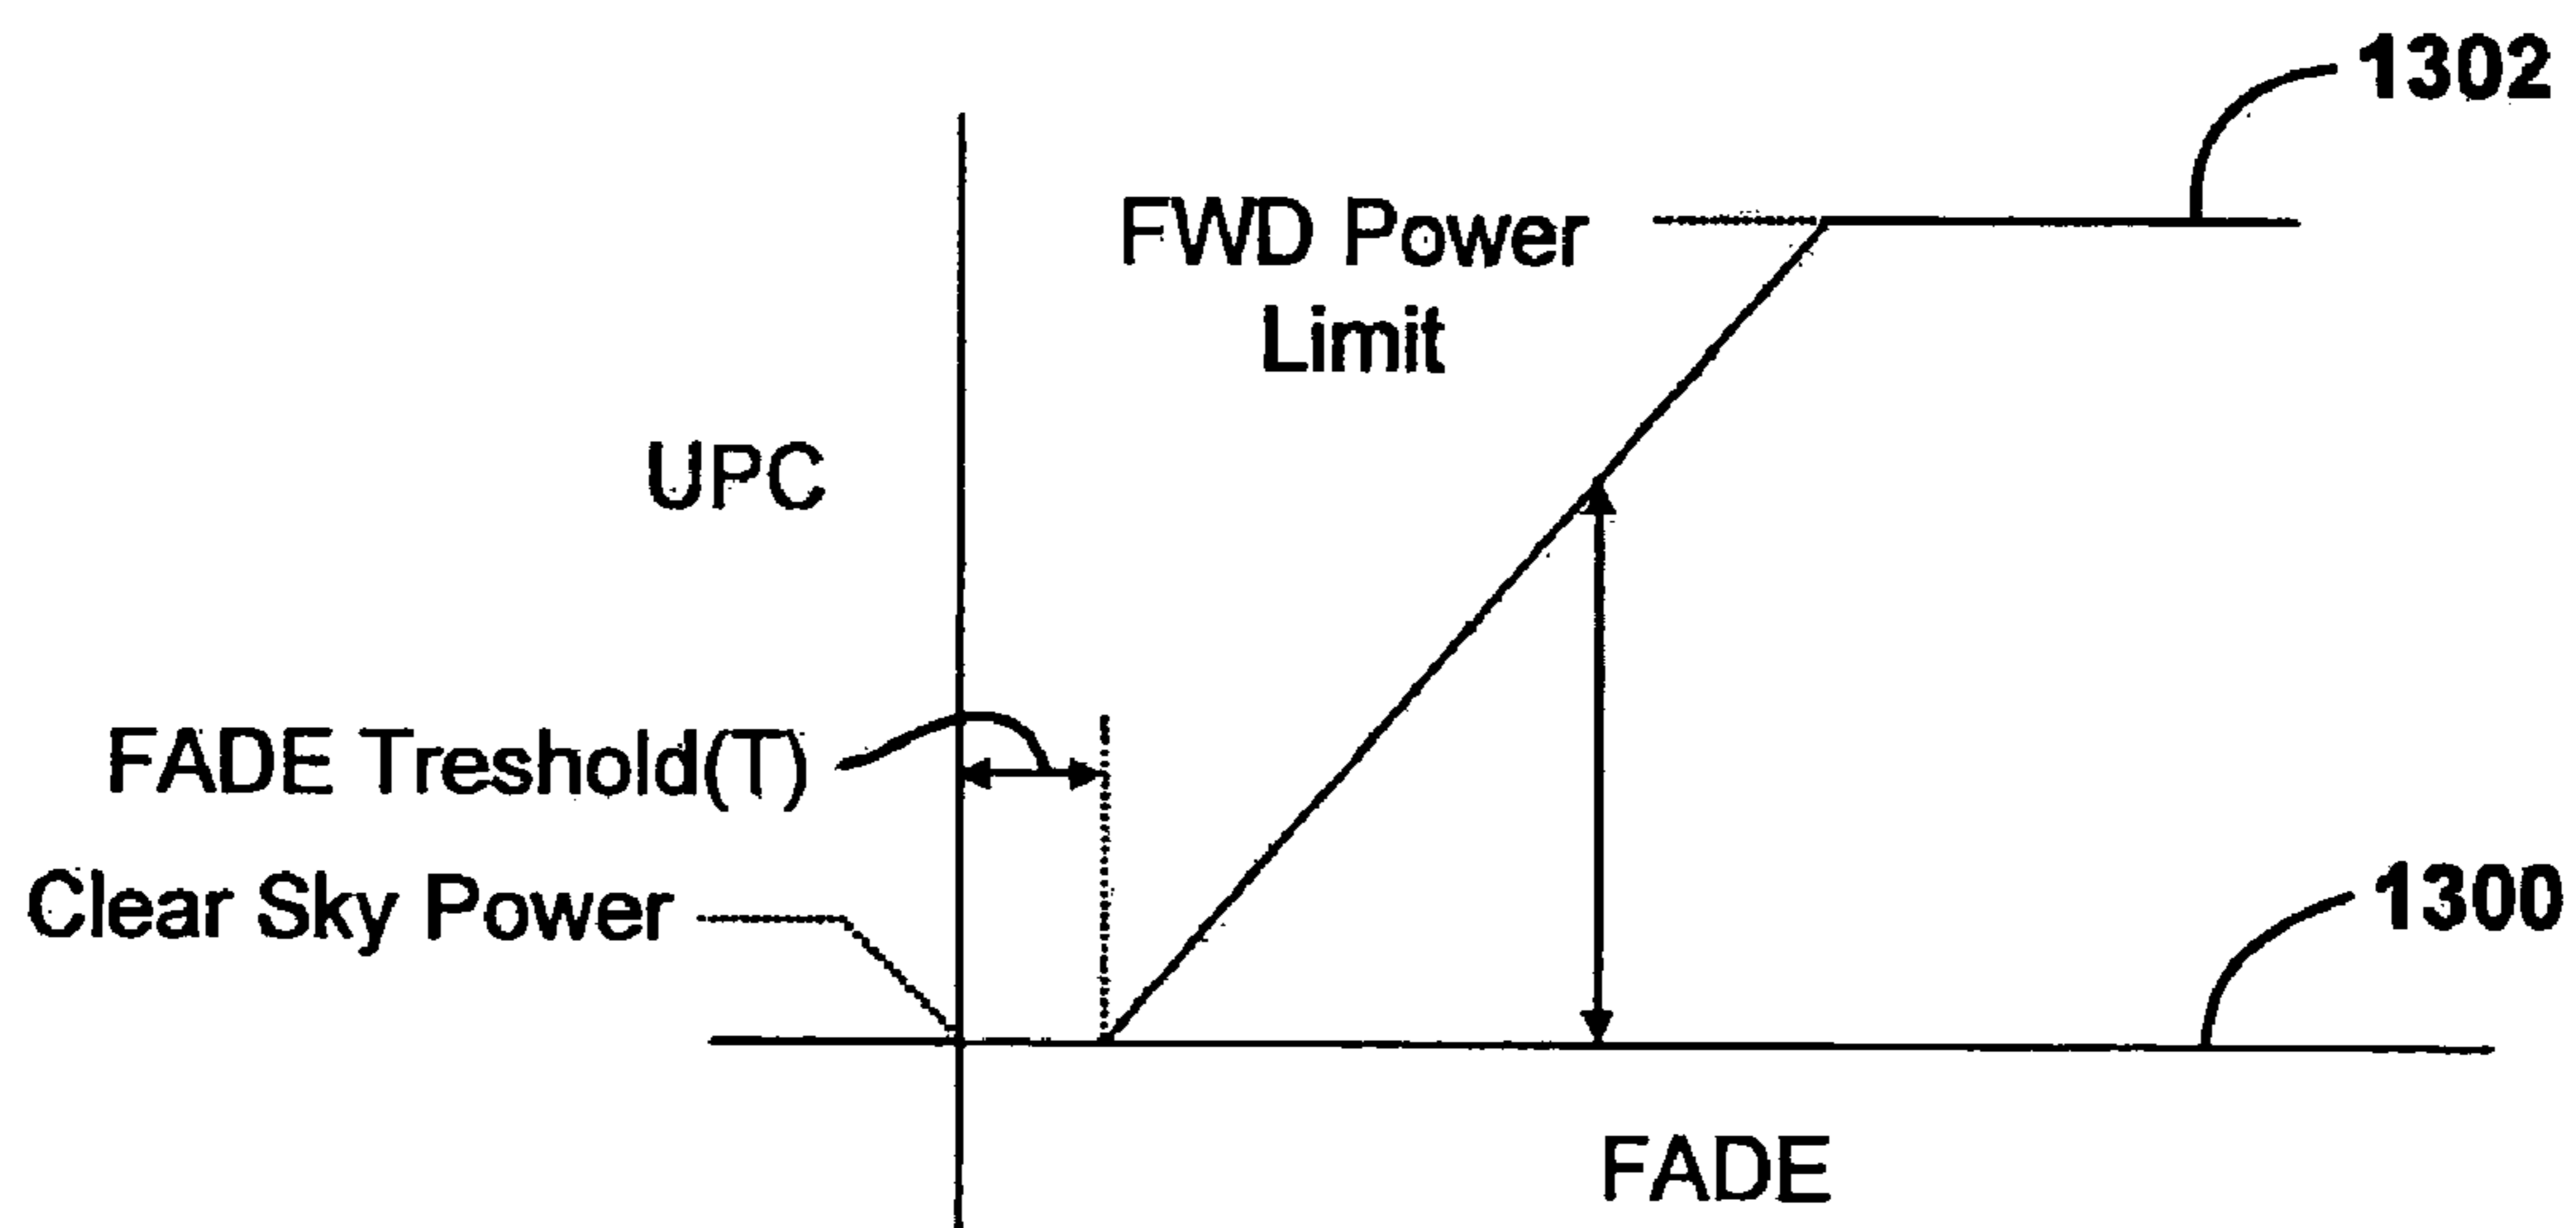 1302
FWD Power
Limit
UPC
FADE Treshold(T)
Clear Sky Power
1300
FADE